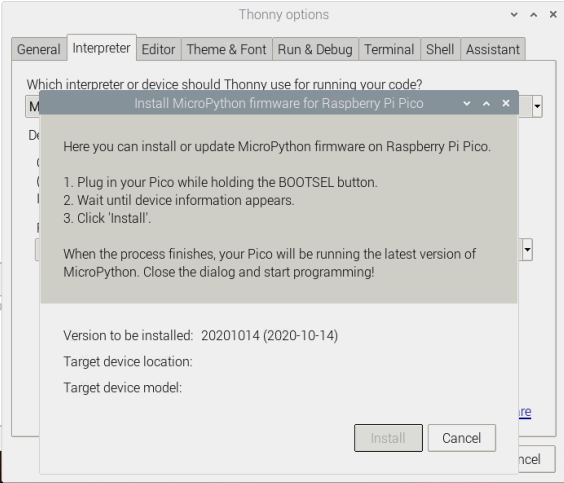 Thonny options
General Interpreter Editor Theme & Font Run & Debug Terminal Shell Assistant
Which interpreter or device should Thonny use for running your code?
Install MicroPython firmware for Raspberry Pi Pico
Here you can install or update MicroPython firmware on Raspberry Pi Pico.
1. Plug in your Pico while holding the BOOTSEL button.
2. Wait until device information appears.
3. Click 'Install'.
When the process finishes, your Pico will be running the latest version of
MicroPython. Close the dialog and start programming!
Version to be installed: 20201014 (2020-10-14)
Target device location:
Target device model:
Install Cancel